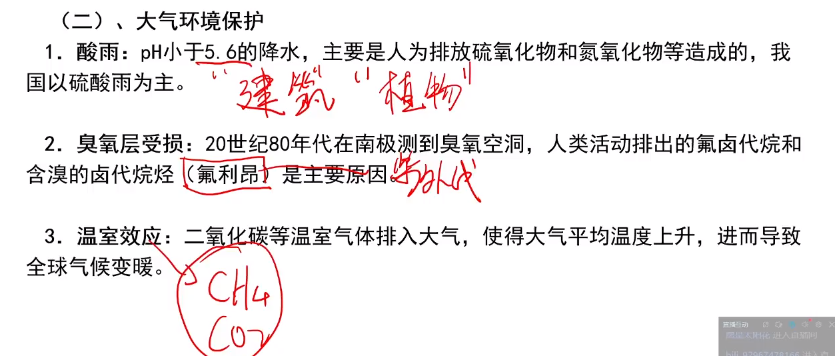 （二）、大气环境保护
1．酸雨：pH小于5.6的降水，主要是人为排放硫氧化物和氮氧化物等造成的，我
国以硫酸雨为主。
“建筑” “植物”
2．臭氧层受损：20世纪80年代在南极测到臭氧空洞，人类活动排出的氟卤代烷和
含溴的卤代烷烃（氟利昂）是主要原因
3．温室效应：二氧化碳等温室气体排入大气，使得大气平均温度上升，进而导致
全球气候变暖。
CH4
CO2